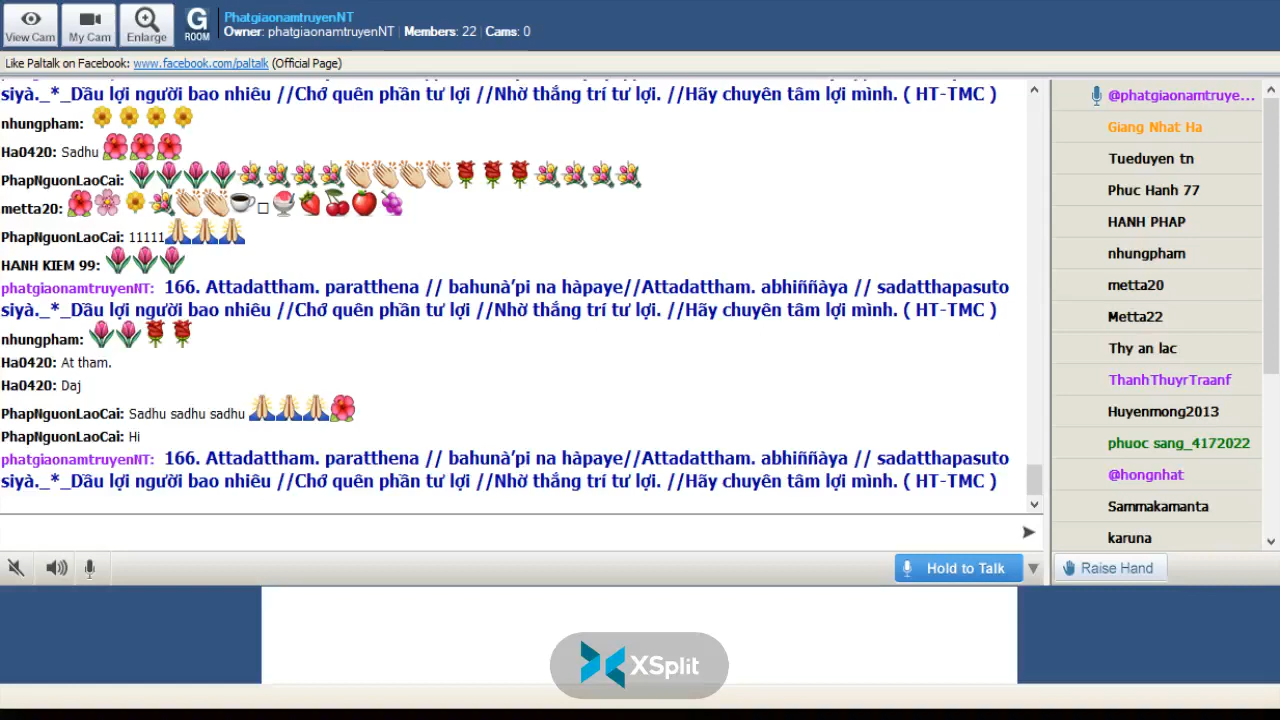 PhatgiaonamtruyenNT
Owner: phatgiaonamtruyenNT | Members: 22 | Cams: 0
View Cam
My Cam
Enlarge
G
ROOM
Like Paltalk on Facebook: www.facebook.com/paltalk (Official Page)
siyà._*_Dầu lợi người bao nhiêu //Chớ quên phần tư lợi //Nhờ thắng trí tư lợi. //Hãy chuyên tâm lợi mình. ( HT-TMC )
nhungpham:
Ha0420: Sadhu
PhapNguonLaoCai:
metta20:
PhapNguonLaoCai: 11111
HANH KIEM 99:
phatgiaonamtruyenNT: 166. Attadattham. paratthena // bahunà'pi na hàpaye//Attadattham. abhiññàya // sadatthapasuto
siyà._*_Dầu lợi người bao nhiêu //Chớ quên phần tư lợi //Nhờ thắng trí tư lợi. //Hãy chuyên tâm lợi mình. ( HT-TMC )
nhungpham:
Ha0420: At tham.
Ha0420: Daj
PhapNguonLaoCai: Sadhu sadhu sadhu
PhapNguonLaoCai: Hi
phatgiaonamtruyenNT: 166. Attadattham. paratthena // bahunà'pi na hàpaye//Attadattham. abhiññàya // sadatthapasuto
siyà._*_Dầu lợi người bao nhiêu //Chớ quên phần tư lợi //Nhờ thắng trí tư lợi. //Hãy chuyên tâm lợi mình. ( HT-TMC )
@phatgiaonamtruye...
Giang Nhat Ha
Tueduyen tn
Phuc Hanh 77
HANH PHAP
nhungpham
metta20
Metta22
Thy an lac
ThanhThuyrTraanf
Huyenmong2013
phuoc sang_4172022
@hongnhat
Sammakamanta
karuna
Hold to Talk
Raise Hand
XSplit